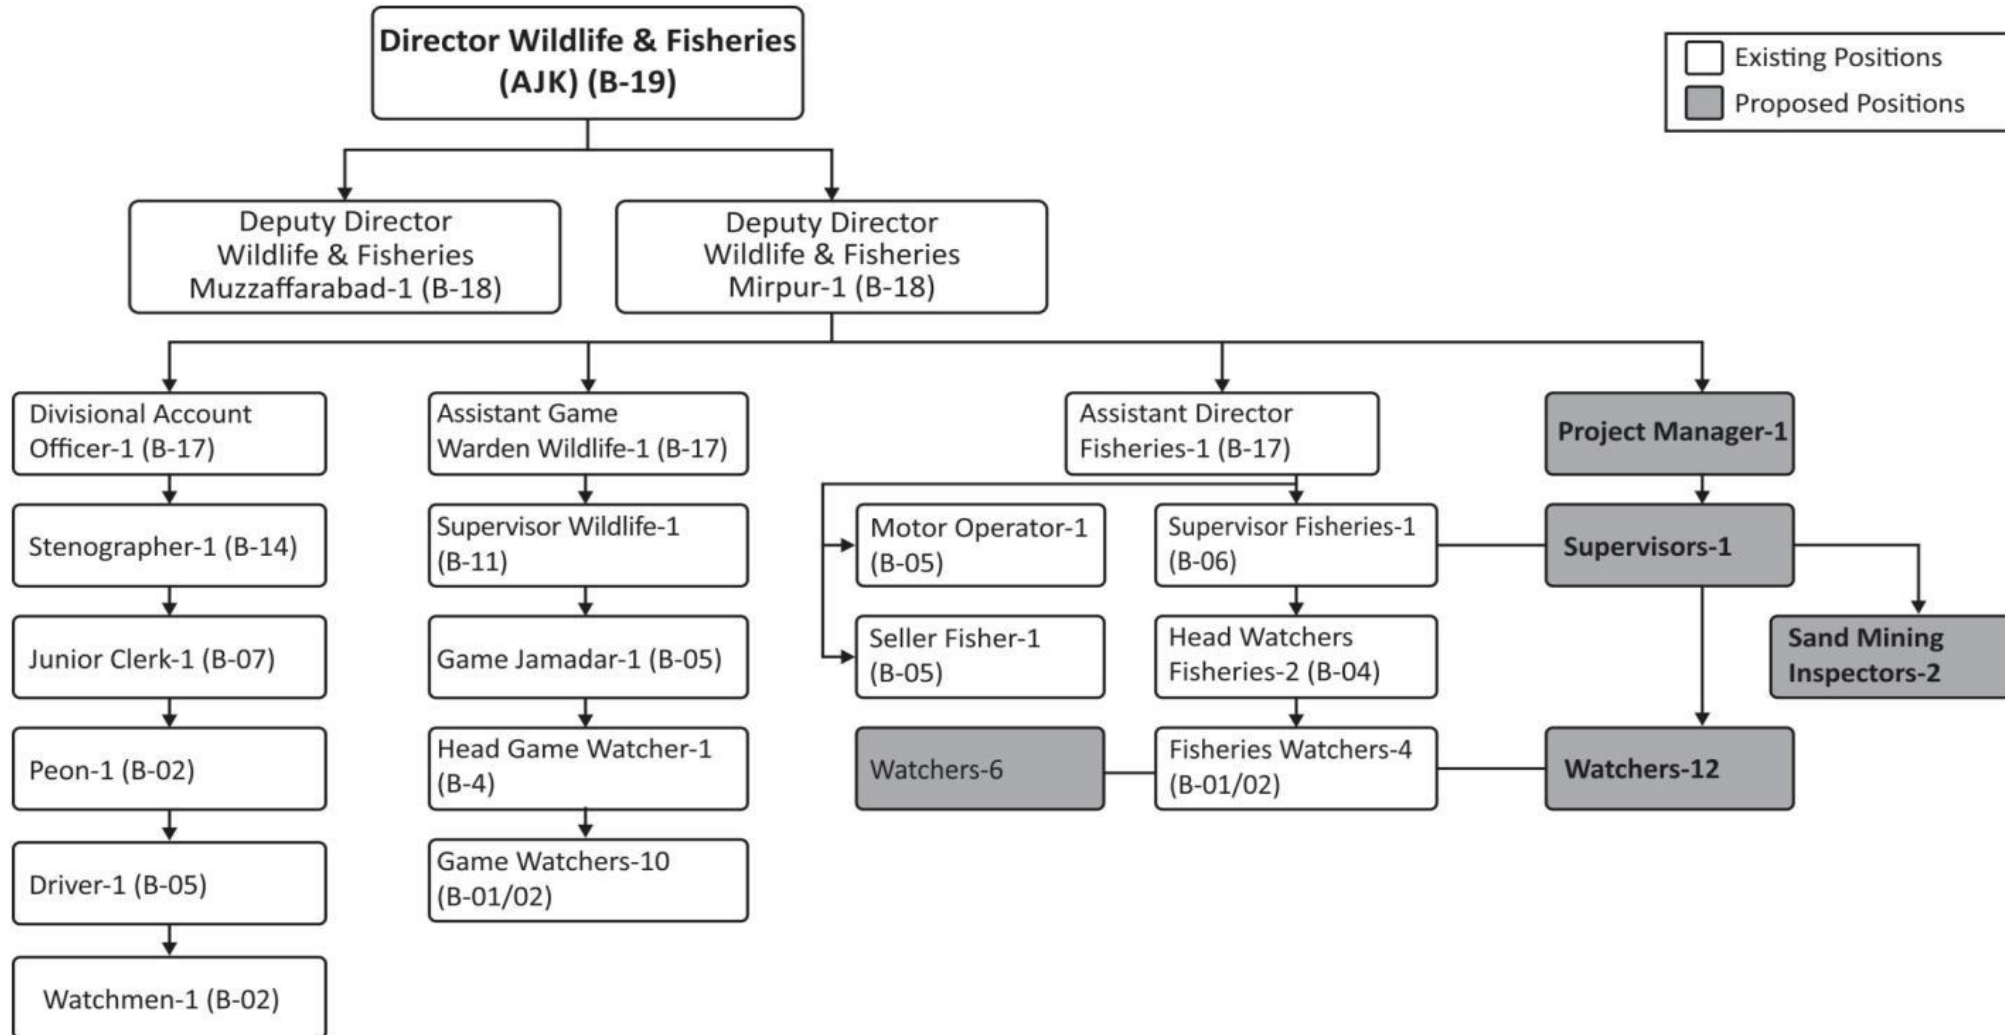 Director Wildlife & Fisheries
(AJK) (B-19)
Existing Positions
Proposed Positions
Deputy Director
Wildlife & Fisheries
Muzzaffarabad-1 (B-18)
Deputy Director
Wildlife & Fisheries
Mirpur-1 (B-18)
Divisional Account
Officer-1 (B-17)
Stenographer-1 (B-14)
Junior Clerk-1 (B-07)
Peon-1 (B-02)
Driver-1 (B-05)
Watchmen-1 (B-02)
Assistant Game
Warden Wildlife-1 (B-17)
Supervisor Wildlife-1
(B-11)
Game Jamadar-1 (B-05)
Head Game Watcher-1
(B-4)
Game Watchers-10
(B-01/02)
Assistant Director
Fisheries-1 (B-17)
Motor Operator-1
(B-05)
Seller Fisher-1
(B-05)
Watchers-6
Supervisor Fisheries-1
(B-06)
Head Watchers
Fisheries-2 (B-04)
Fisheries Watchers-4
(B-01/02)
Project Manager-1
Supervisors-1
Sand Mining
Inspectors-2
Watchers-12